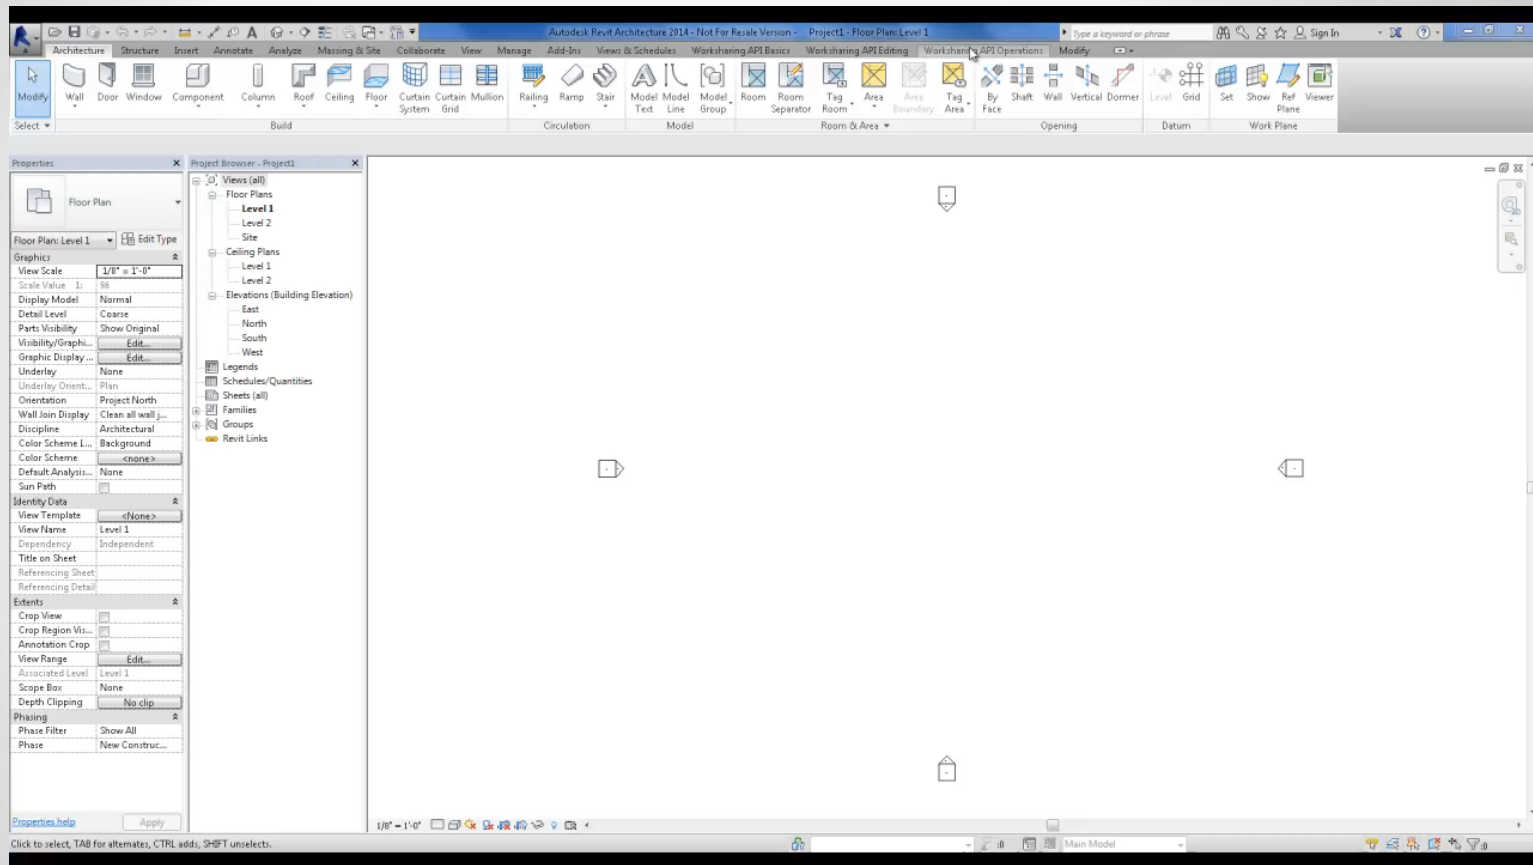 Autodesk Revit Architecture 2014 - Not For Resale Version - Project1 - Floor Plan: Level 1
Type a keyword or phrase
Sign In
Architecture Structure Insert Annotate Analyze Massing & Site Collaborate View Manage Add-Ins Views & Schedules Worksharing API Basics Worksharing API Editing Worksharing API Operations Modify
Modify Wall Door Window Component Column Roof Ceiling Floor Curtain System Curtain Grid Mullion Railing Ramp Stair Model Text Model Line Model Group Room Room Separator Tag Room Area Area Boundary Tag Area By Face Shaft Wall Vertical Dormer Level Grid Set Show Ref Plane Viewer
Select Build Circulation Model Room & Area Opening Datum Work Plane
Properties
Floor Plan
Floor Plan: Level 1 Edit Type
Graphics
View Scale 1/8" = 1'-0"
Scale Value 1: 96
Display Model Normal
Detail Level Coarse
Parts Visibility Show Original
Visibility/Graphi... Edit...
Graphic Display ... Edit...
Underlay None
Underlay Orient... Plan
Orientation Project North
Wall Join Display Clean all wall j...
Discipline Architectural
Color Scheme L... Background
Color Scheme <none>
Default Analysis... None
Sun Path
Identity Data
View Template <None>
View Name Level 1
Dependency Independent
Title on Sheet
Referencing Sheet
Referencing Detail
Extents
Crop View
Crop Region Vis...
Annotation Crop
View Range Edit...
Associated Level Level 1
Scope Box None
Depth Clipping No clip
Phasing
Phase Filter Show All
Phase New Construc...
Properties help Apply
Project Browser - Project1
Views (all)
Floor Plans
Level 1
Level 2
Site
Ceiling Plans
Level 1
Level 2
Elevations (Building Elevation)
East
North
South
West
Legends
Schedules/Quantities
Sheets (all)
Families
Groups
Revit Links
1/8" = 1'-0"
Click to select, TAB for alternates, CTRL adds, SHIFT unselects.
:0
Main Model
:0